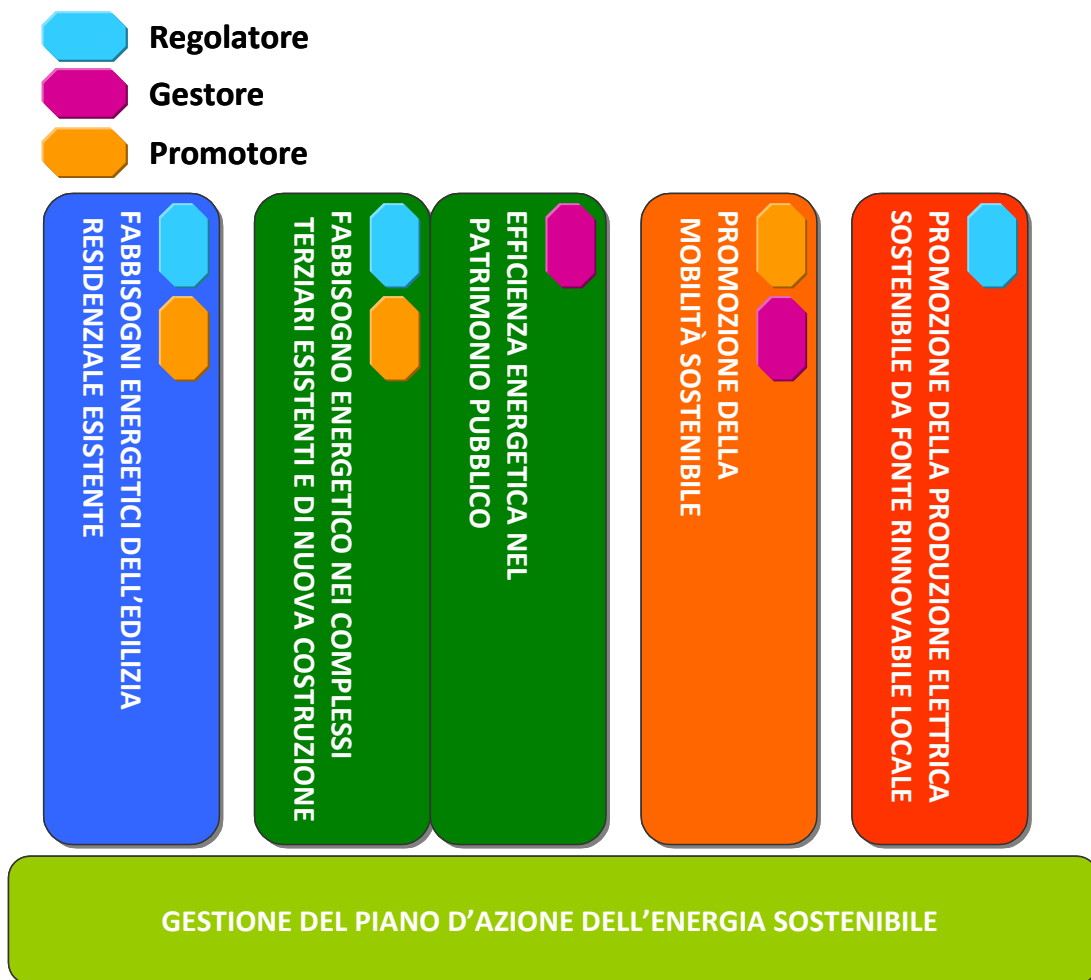 Regolatore
Gestore
Promotore
FABBISOGNI ENERGETICI DELL'EDILIZIA
RESIDENZIALE ESISTENTE
FABBISOGNO ENERGETICO NEI COMPLESSI
TERZIARI ESISTENTI E DI NUOVA COSTRUZIONE
EFFICIENZA ENERGETICA NEL
PATRIMONIO PUBBLICO
PROMOZIONE DELLA
MOBILITÀ SOSTENIBILE
PROMOZIONE DELLA PRODUZIONE ELETTRICA
SOSTENIBILE DA FONTE RINNOVABILE LOCALE
GESTIONE DEL PIANO D'AZIONE DELL'ENERGIA SOSTENIBILE